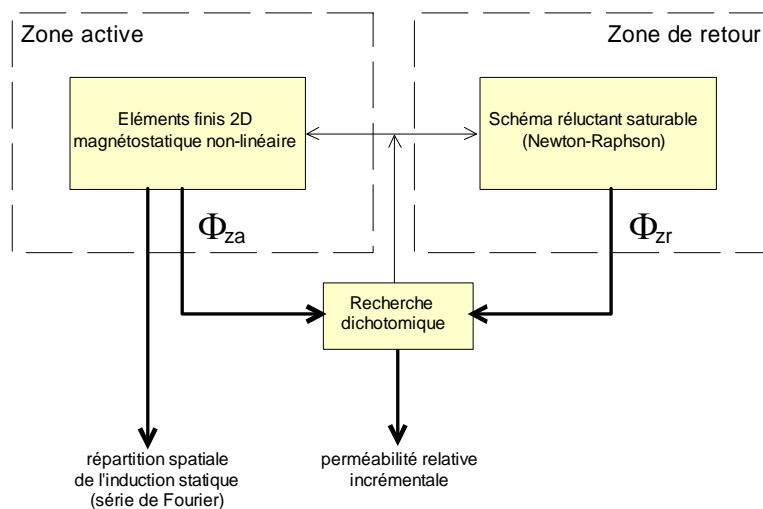 Zone active
Zone de retour
Eléments finis 2D
magnétostatique non-linéaire
Schéma réluctant saturable
(Newton-Raphson)
Φza
Φzr
Recherche
dichotomique
répartition spatiale
de l'induction statique
(série de Fourier)
perméabilité relative
incrémentale